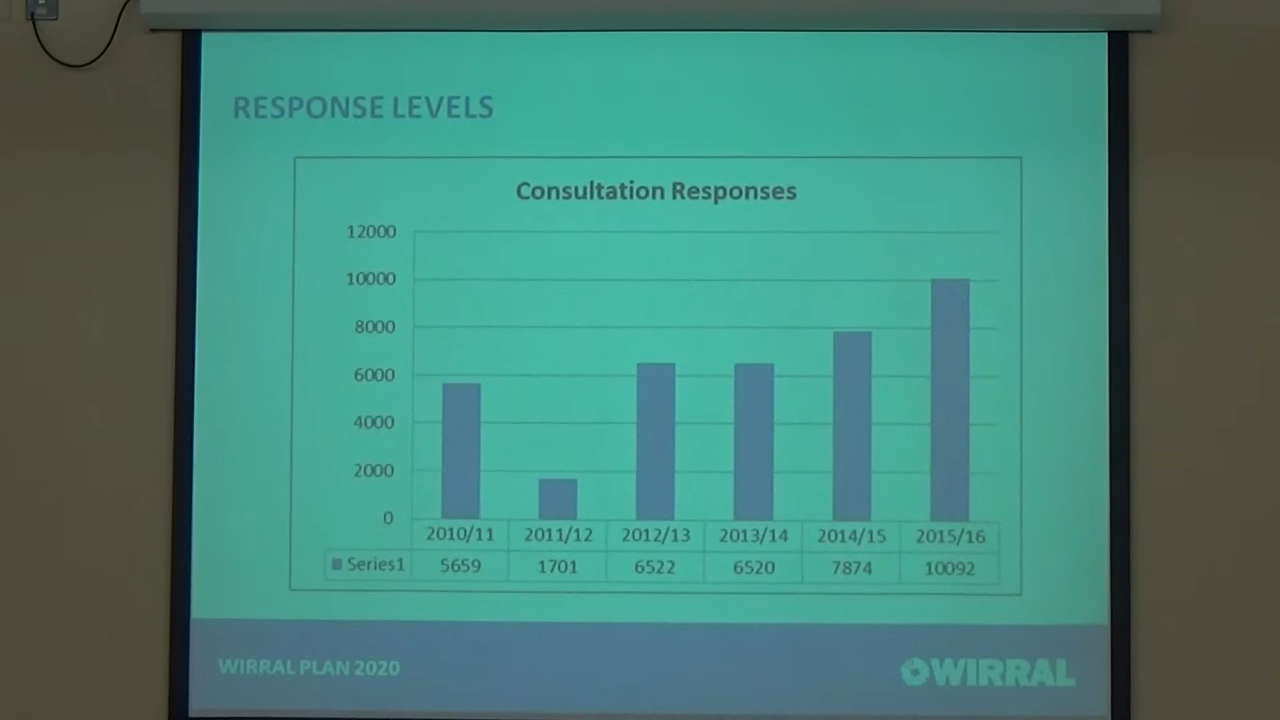 RESPONSE LEVELS
Consultation Responses
12000
10000
8000
6000
4000
2000
0
2010/11 2011/12 2012/13 2013/14 2014/15 2015/16
Series1 5659 1701 6522 6520 7874 10092
WIRRAL PLAN 2020
WIRRAL